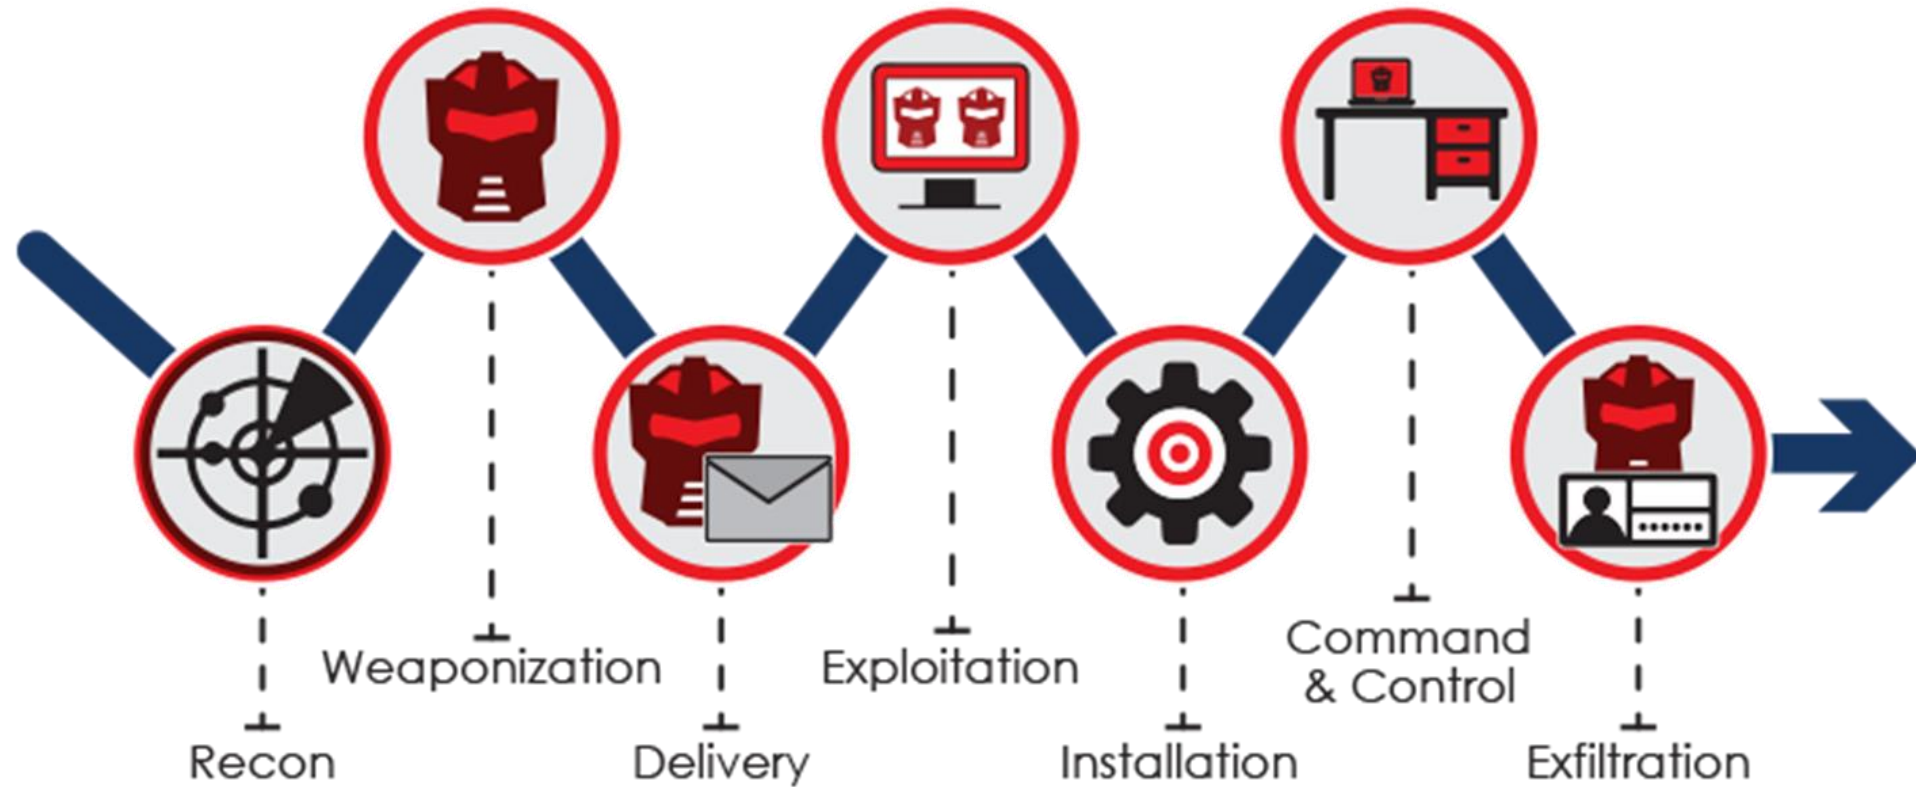 Recon
Weaponization
Delivery
Exploitation
Installation
Command
& Control
Exfiltration